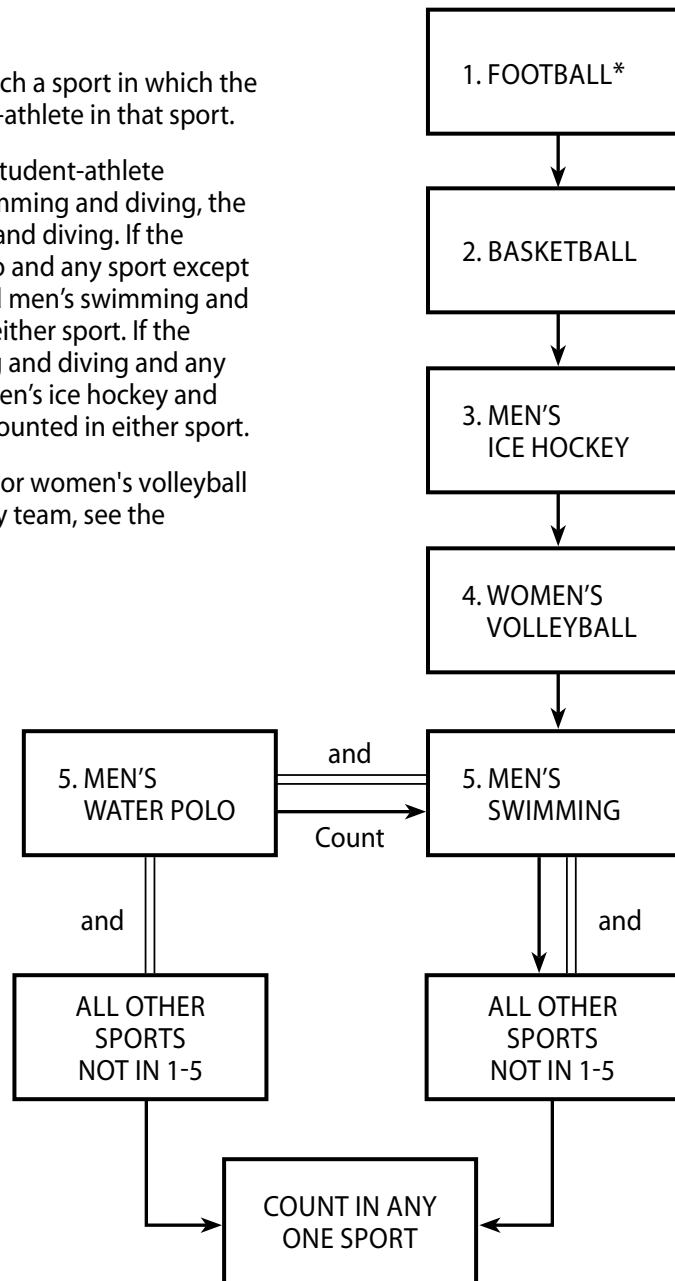 ch a sport in which the
-athlete in that sport.
tudent-athlete
mming and diving, the
and diving. If the
and any sport except
men's swimming and
either sport. If the
g and diving and any
en's ice hockey and
ounted in either sport.
or women's volleyball
y team, see the
1. FOOTBALL*
2. BASKETBALL
3. MEN'S
ICE HOCKEY
4. WOMEN'S
VOLLEYBALL
5. MEN'S
WATER POLO
and
Count
5. MEN'S
SWIMMING
and
and
ALL OTHER
SPORTS
NOT IN 1-5
ALL OTHER
SPORTS
NOT IN 1-5
COUNT IN ANY
ONE SPORT